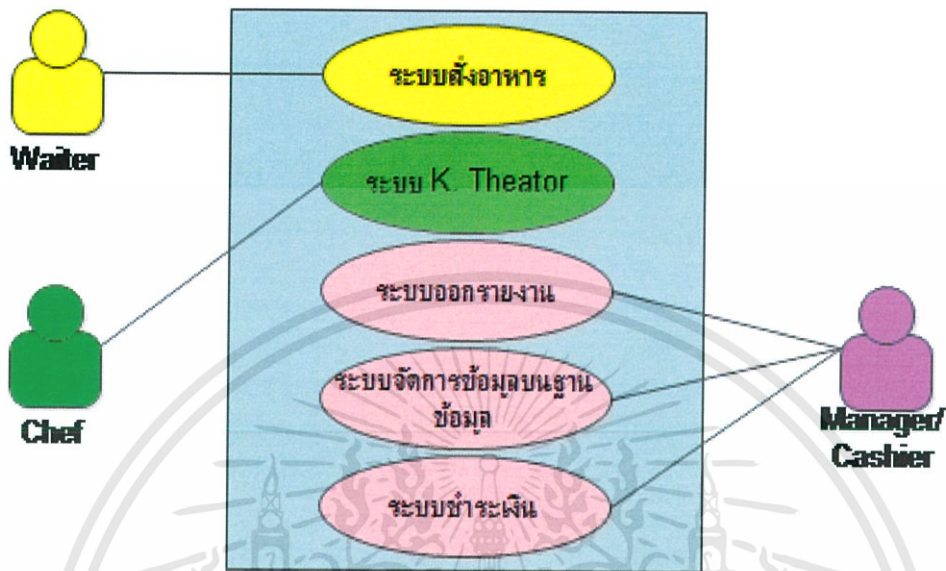 ระบบสั่งอาหาร
Waiter
ระบบ K. Theator
ระบบออกรายงาน
ระบบจัดการข้อมูลบนฐาน
ข้อมูล
Chef
Manager/
Cashier
ระบบชำระเงิน